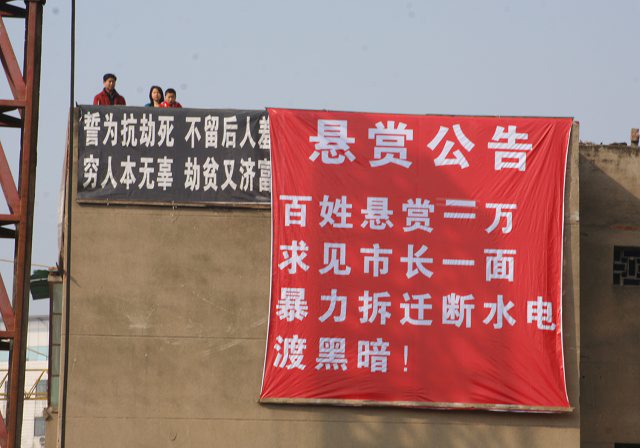 誓为抗劫死 不留后人羞
穷人本无辜 劫贫又济富
悬赏公告
百姓悬赏二万
求见市长一面
暴力拆迁断水电
渡黑暗！